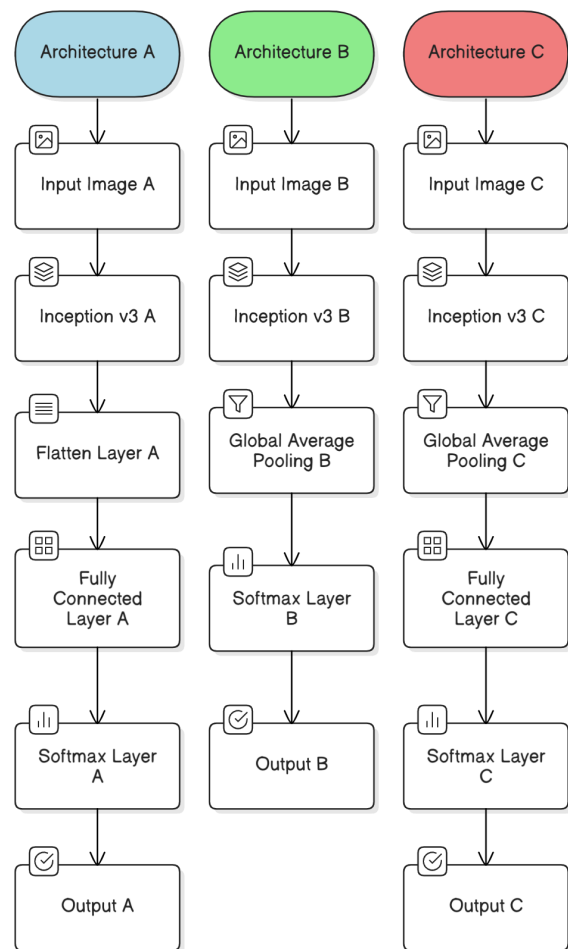 Architecture A
Architecture B
Architecture C
Input Image A
Input Image B
Input Image C
Inception v3 A
Inception v3 B
Inception v3 C
Flatten Layer A
Global Average
Pooling B
Global Average
Pooling C
Fully
Connected
Layer A
Softmax Layer
B
Fully
Connected
Layer C
Softmax Layer
A
Output B
Softmax Layer
C
Output A
Output C